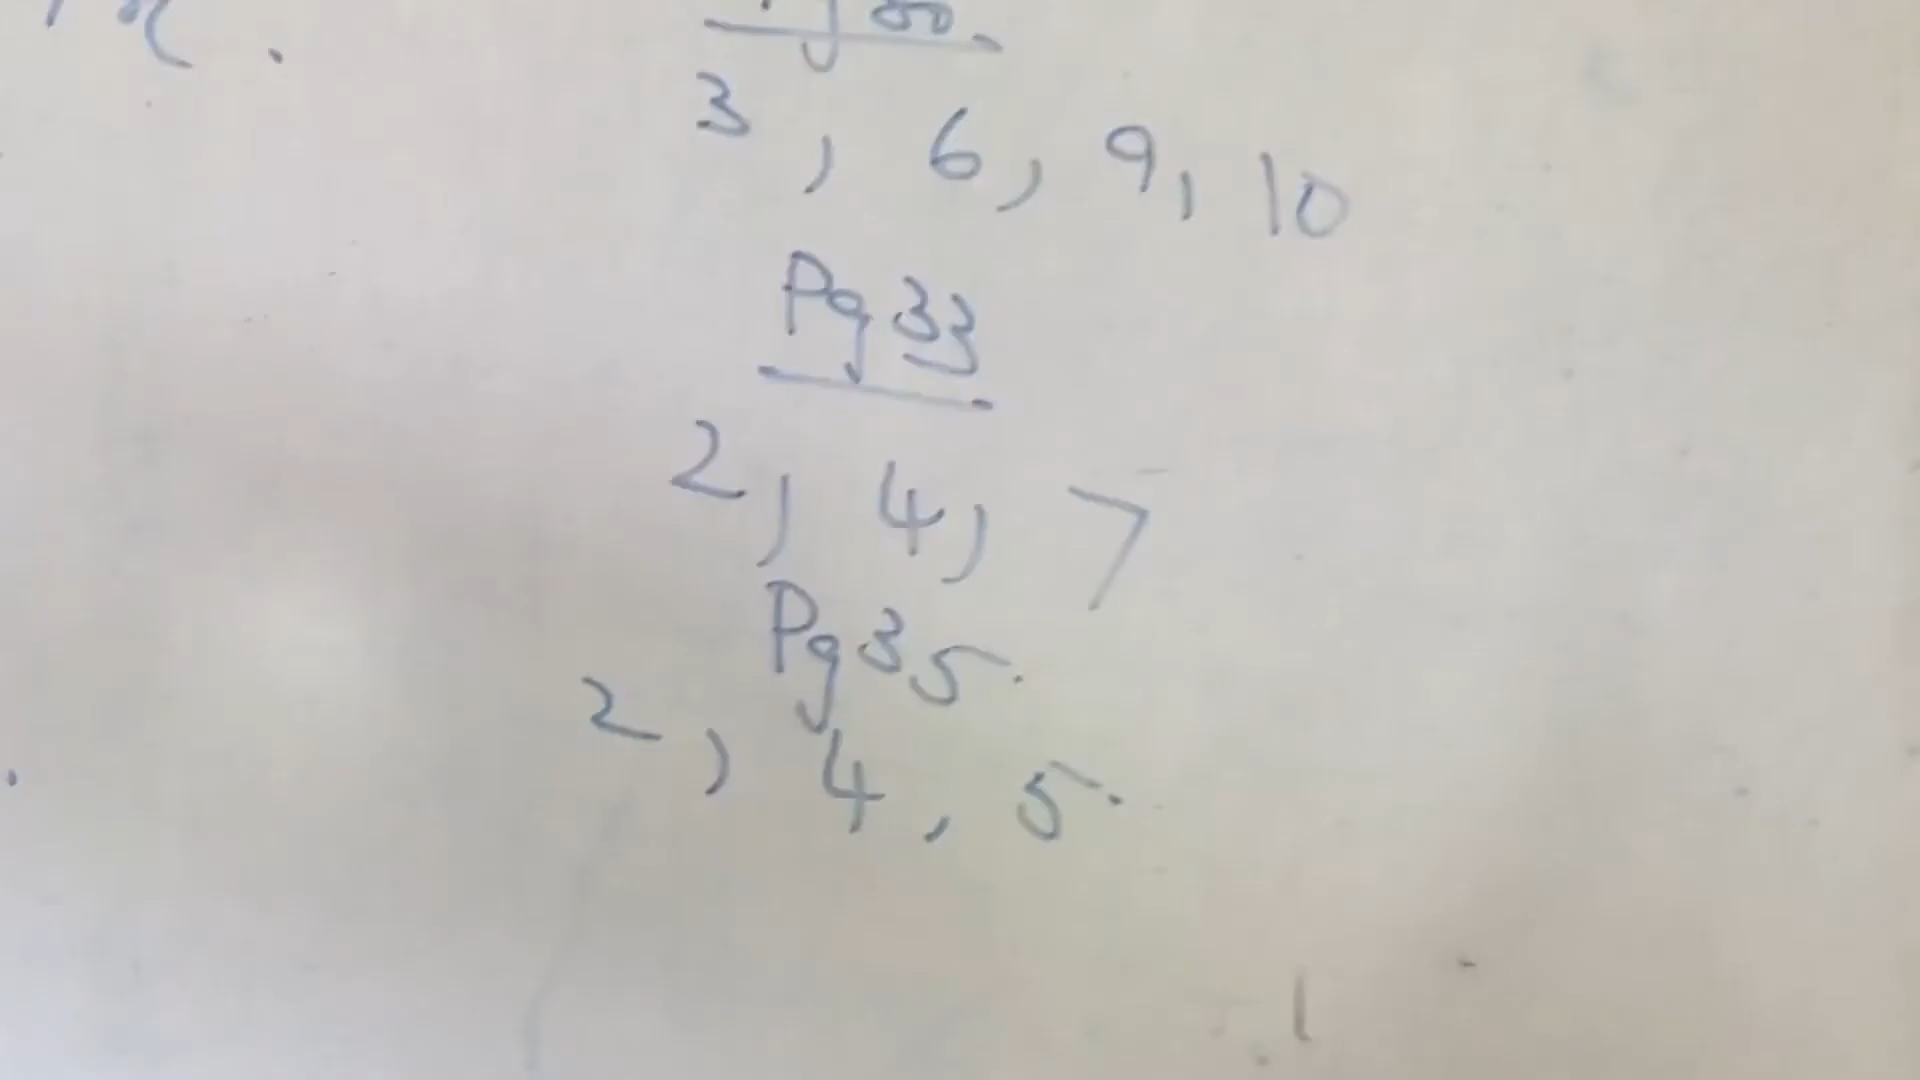 3, 6, 9, 10
Pg 33
2, 4, 7
Pg 35.
2, 4, 5.